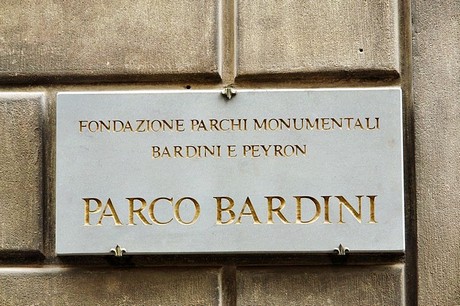 FONDAZIONE PARCHI MONUMENTALI
BARDINI E PEYRON
PARCO BARDINI